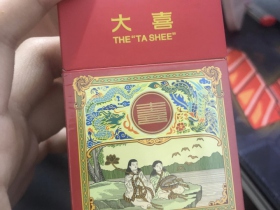 大喜
THE "TA SHEE"